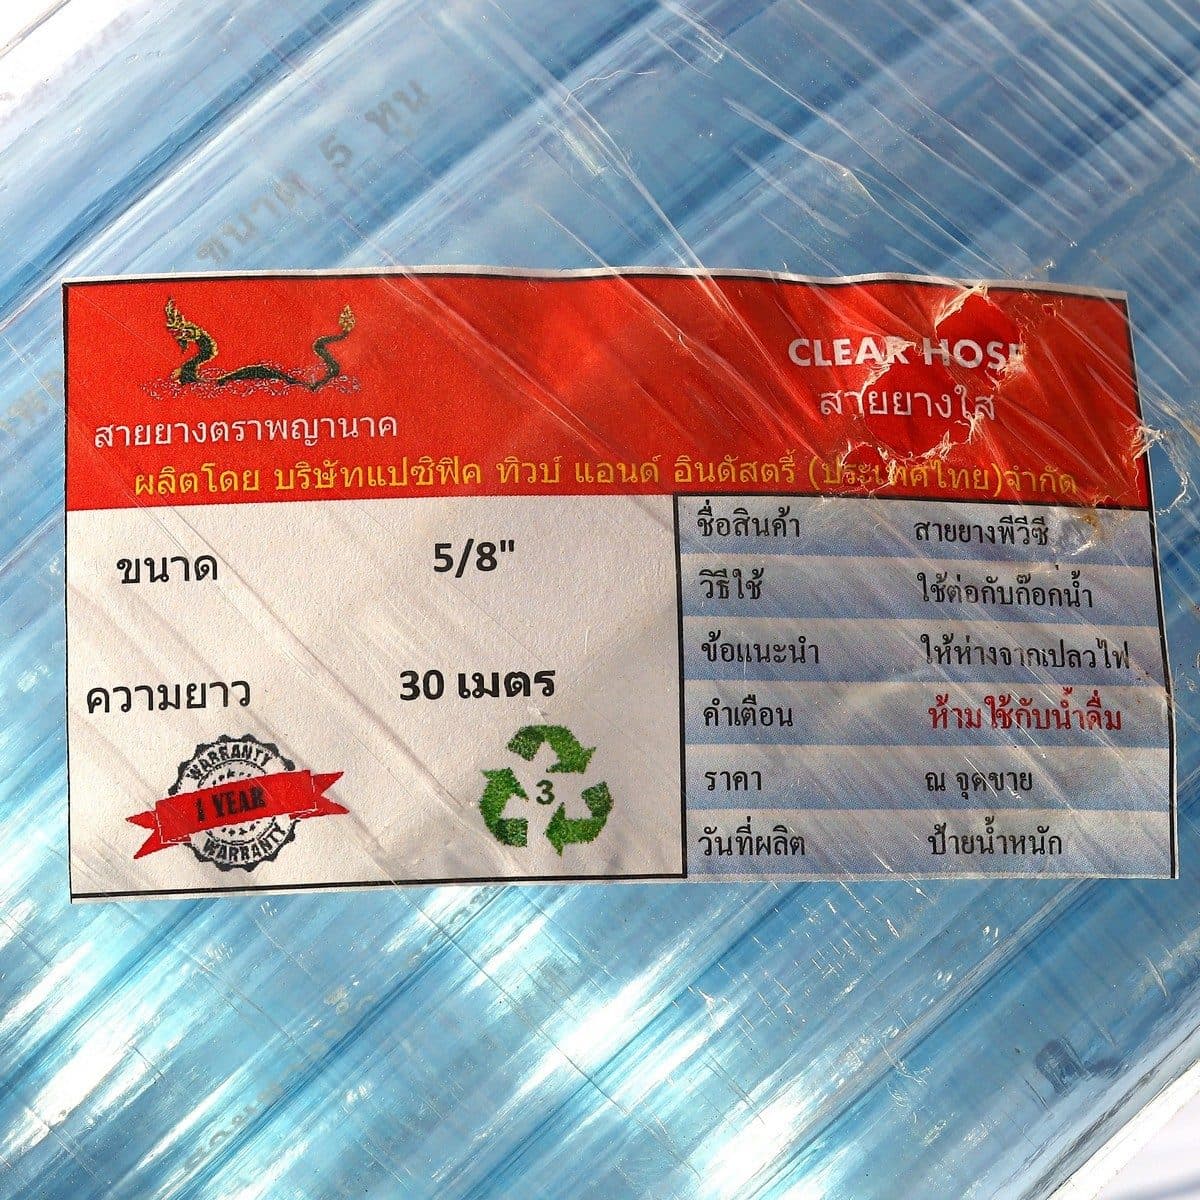 ขนาด 5 หุน
CLEAR HOSE
สายยางใส
สายยางตราพญานาค
ผลิตโดย บริษัทแปซิฟิค ทิวบ์ แอนด์ อินดัสตรี้ (ประเทศไทย)จำกัด
ขนาด 5/8"
ความยาว 30 เมตร
WARRANTY
1 YEAR
WARRANTY
3
ชื่อสินค้า สายยางพีวีซี
วิธีใช้ ใช้ต่อกับก๊อกน้ำ
ข้อแนะนำ ให้ห่างจากเปลวไฟ
คำเตือน ห้ามใช้กับน้ำดื่ม
ราคา ณ จุดขาย
วันที่ผลิต ป้ายน้ำหนัก